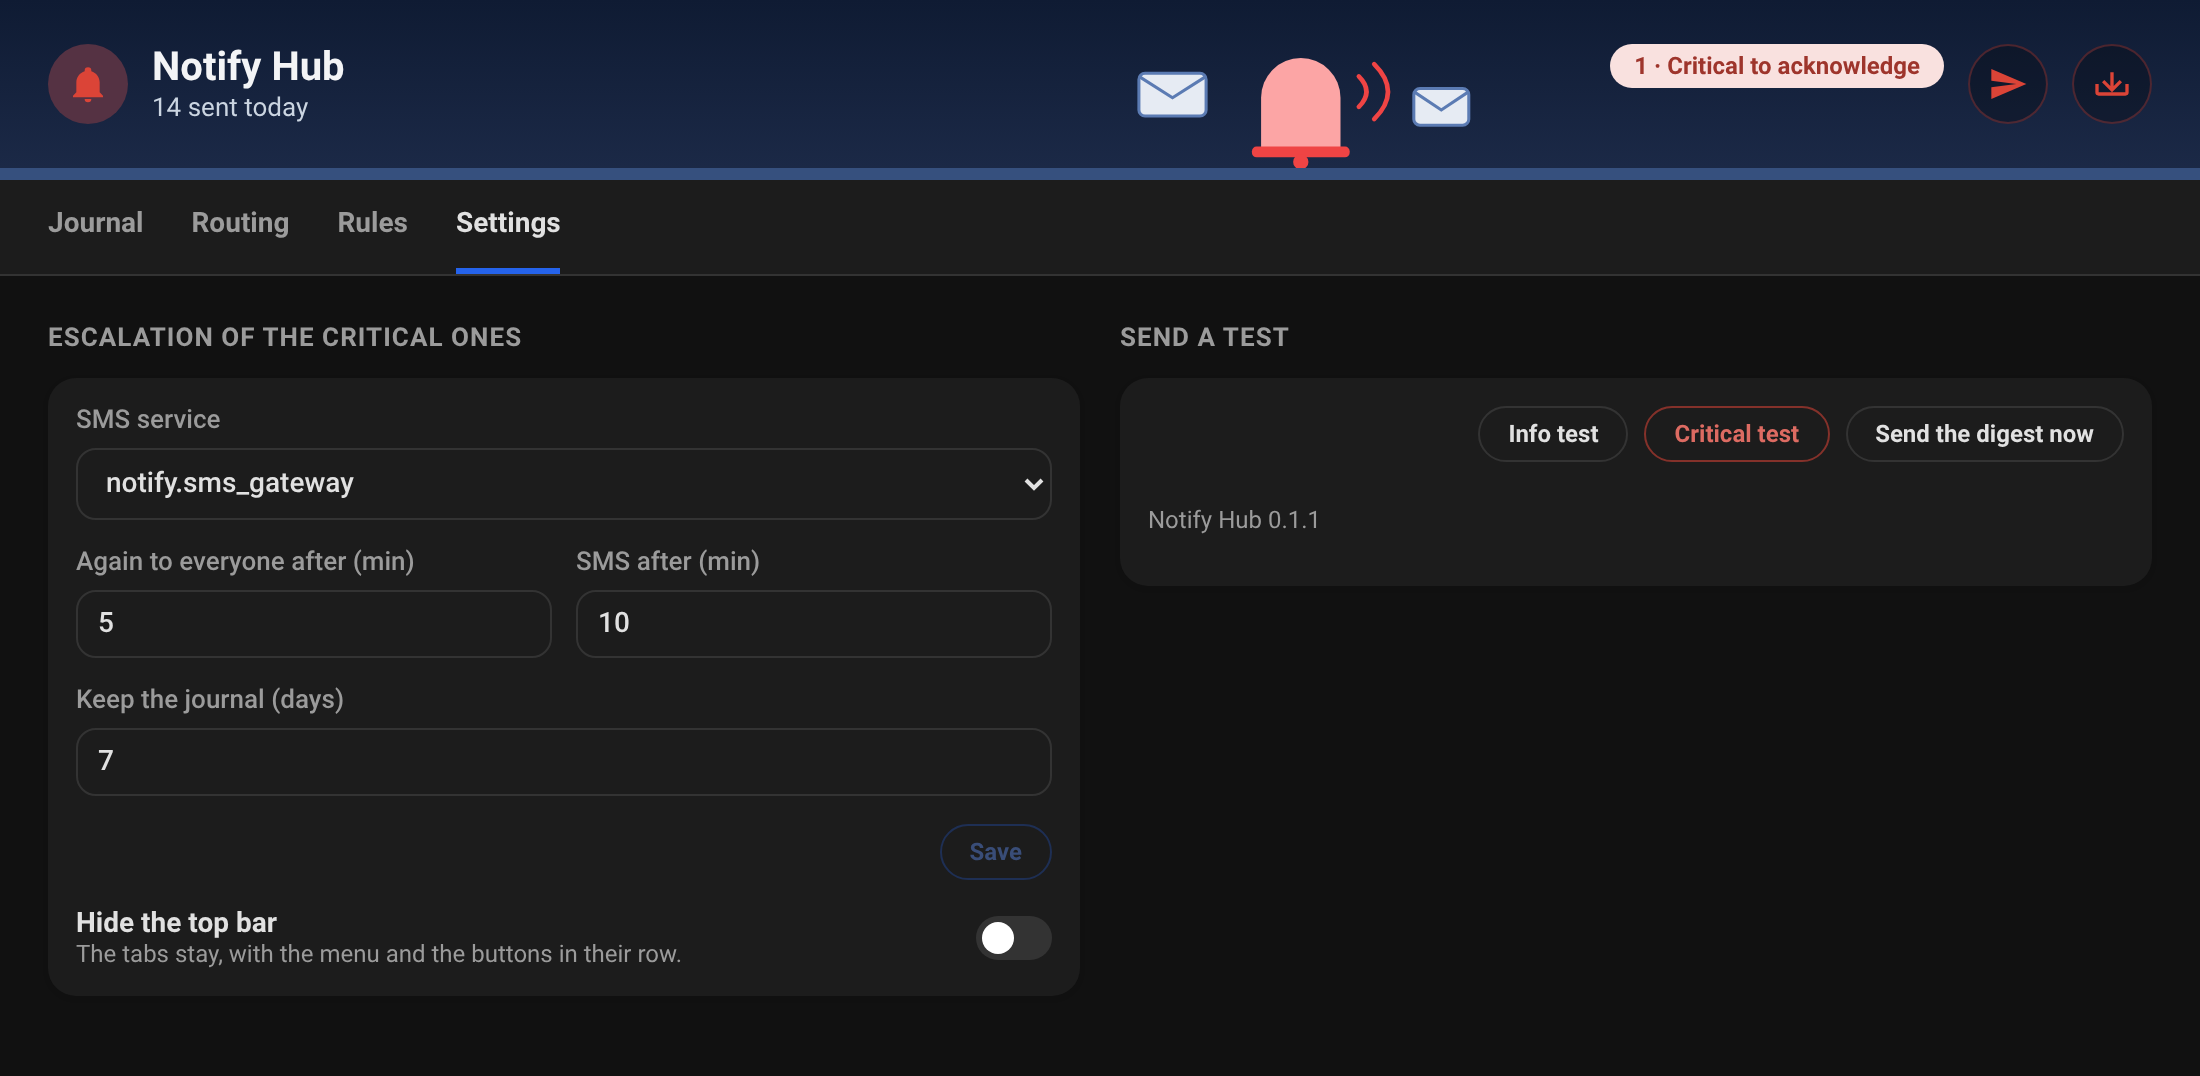 Notify Hub
14 sent today
1 · Critical to acknowledge
Journal Routing Rules Settings
ESCALATION OF THE CRITICAL ONES
SMS service
notify.sms_gateway
Again to everyone after (min) SMS after (min)
5 10
Keep the journal (days)
7
Save
Hide the top bar
The tabs stay, with the menu and the buttons in their row.
SEND A TEST
Info test Critical test Send the digest now
Notify Hub 0.1.1